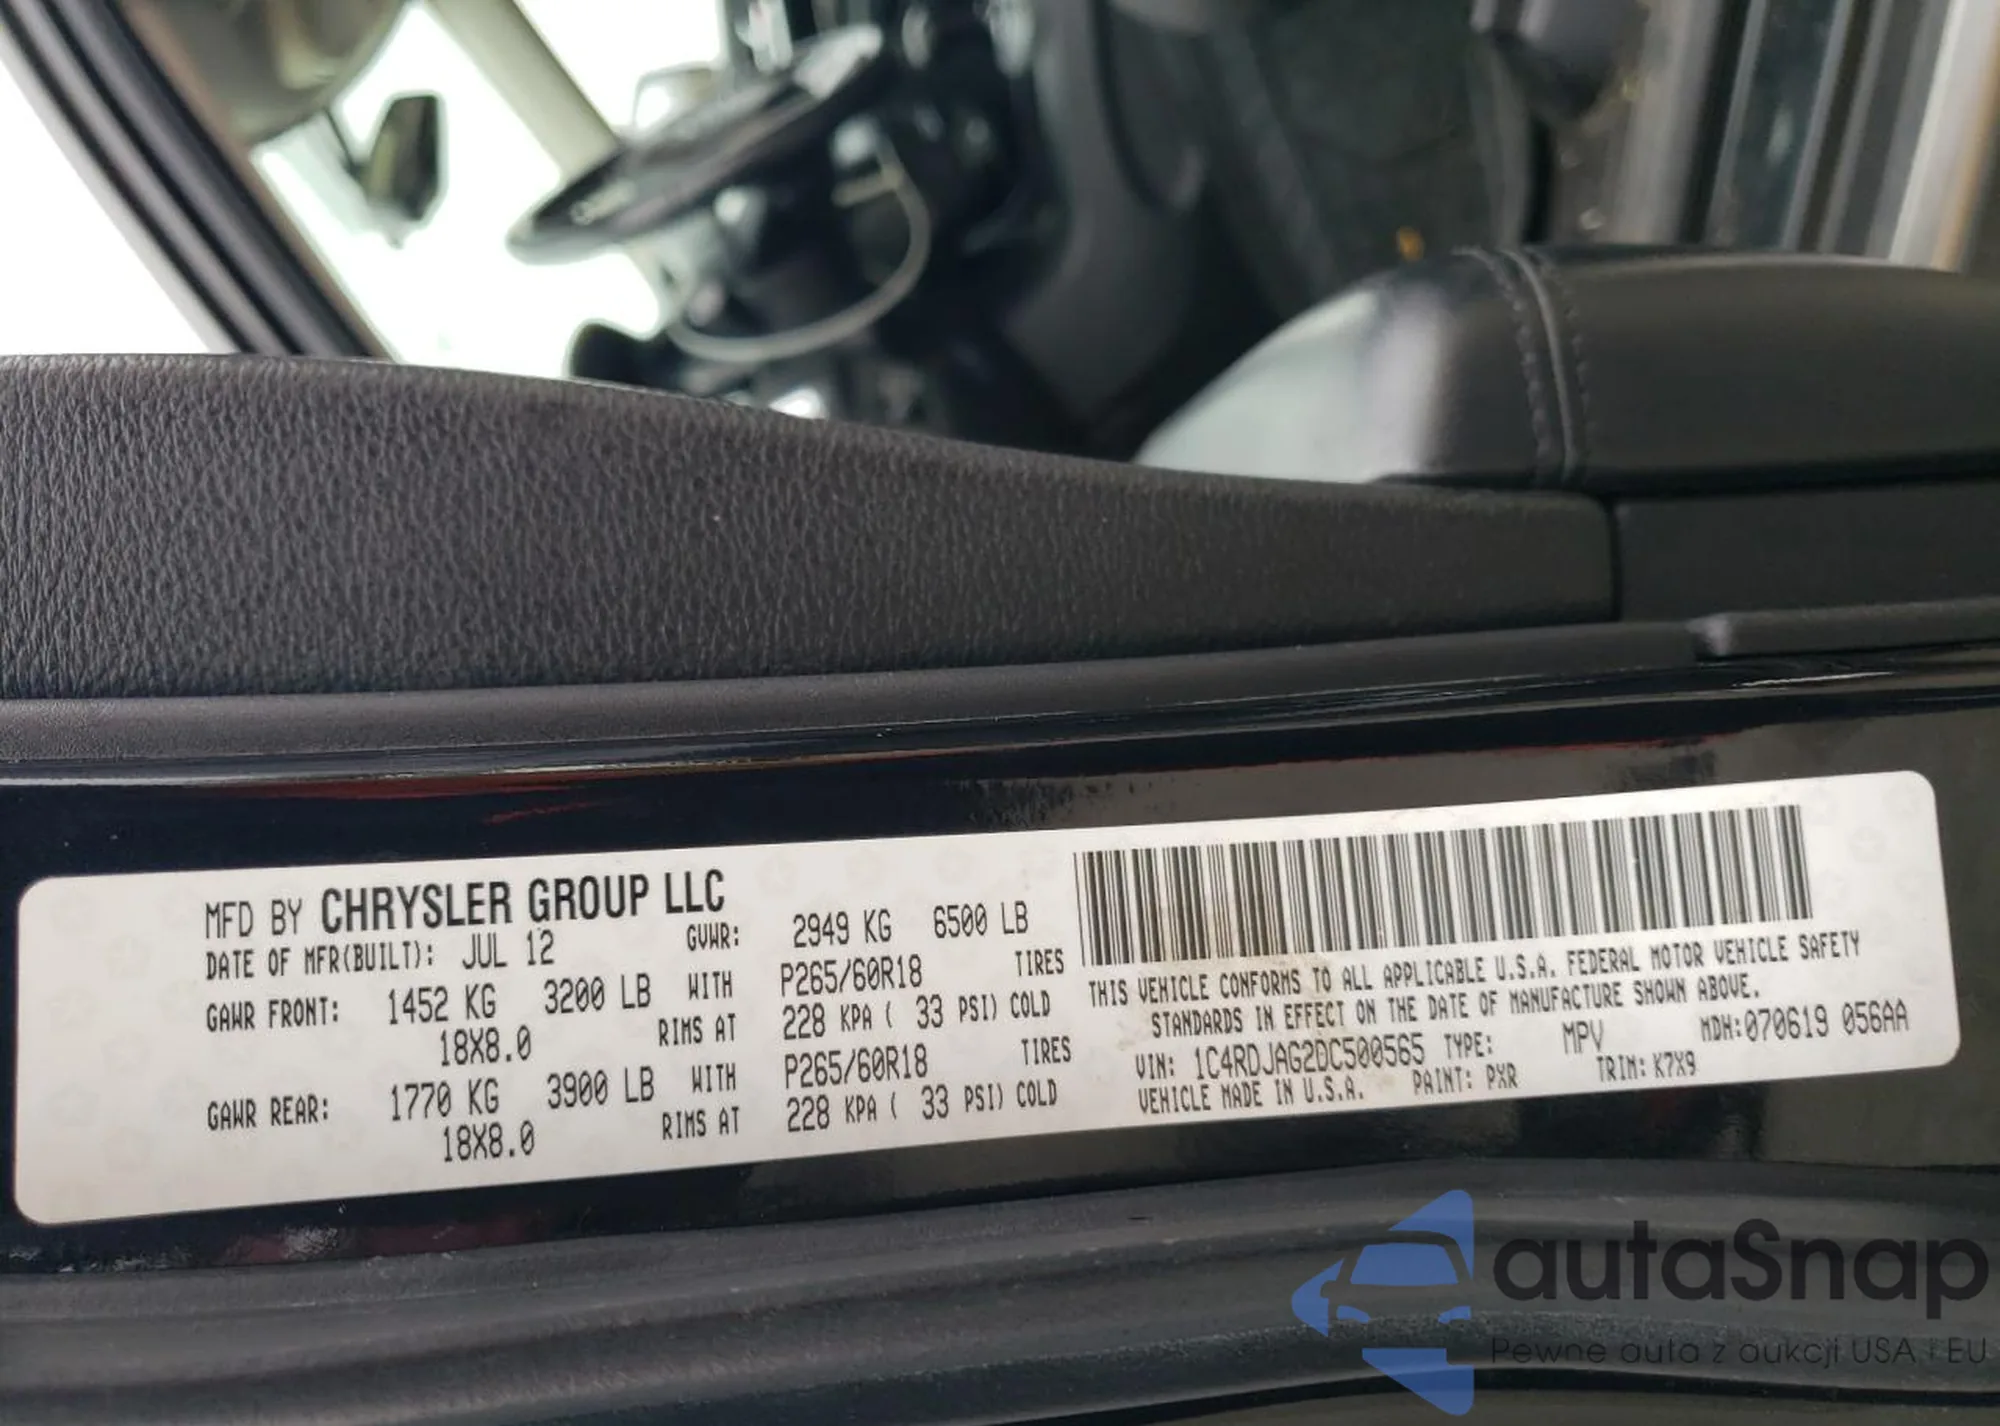 MFD BY CHRYSLER GROUP LLC
DATE OF MFR(BUILT): JUL 12 GVWR: 2949 KG 6500 LB
GAWR FRONT: 1452 KG 3200 LB WITH P265/60R18 TIRES
18X8.0 RIMS AT 228 KPA ( 33 PSI) COLD
GAWR REAR: 1770 KG 3900 LB WITH P265/60R18 TIRES
18X8.0 RIMS AT 228 KPA ( 33 PSI) COLD
THIS VEHICLE CONFORMS TO ALL APPLICABLE U.S.A. FEDERAL MOTOR VEHICLE SAFETY
STANDARDS IN EFFECT ON THE DATE OF MANUFACTURE SHOWN ABOVE.
VIN: 1C4RDJAG2DC500565 TYPE: MPV MDH:070619 056AA
VEHICLE MADE IN U.S.A. PAINT: PXR TRIM: K7X9
autaSnap
Pewne auta z aukcji USA i EU